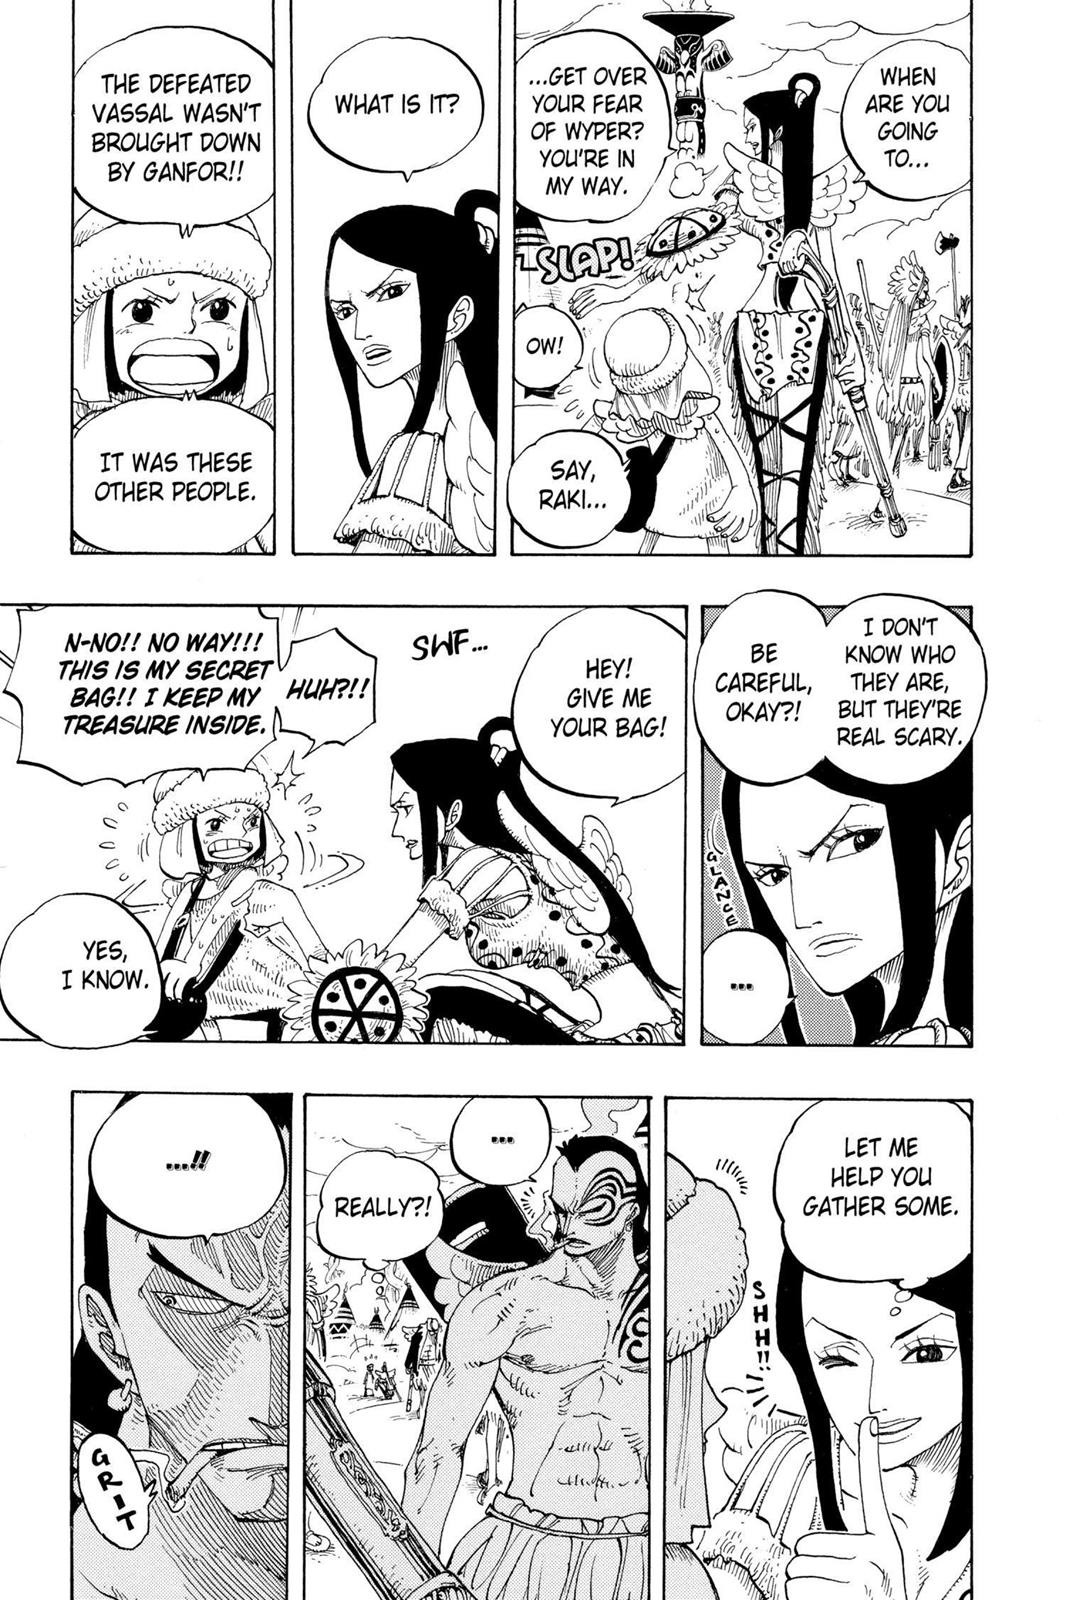 WHEN
ARE YOU
GOING
TO...
...GET OVER
YOUR FEAR
OF WYPER?
YOU'RE IN
MY WAY.
SLAP!
OW!
SAY,
RAKI...
WHAT IS IT?
THE DEFEATED
VASSAL WASN'T
BROUGHT DOWN
BY GANFOR!!
IT WAS THESE
OTHER PEOPLE.
I DON'T
KNOW WHO
THEY ARE,
BUT THEY'RE
REAL SCARY.
BE
CAREFUL,
OKAY?!
GLANCE
...
HEY!
GIVE ME
YOUR BAG!
SWF...
HUH?!!
N-NO!! NO WAY!!!
THIS IS MY SECRET
BAG!! I KEEP MY
TREASURE INSIDE.
YES,
I KNOW.
LET ME
HELP YOU
GATHER SOME.
SHH!!
...
REALLY?!
...!!
GRIT